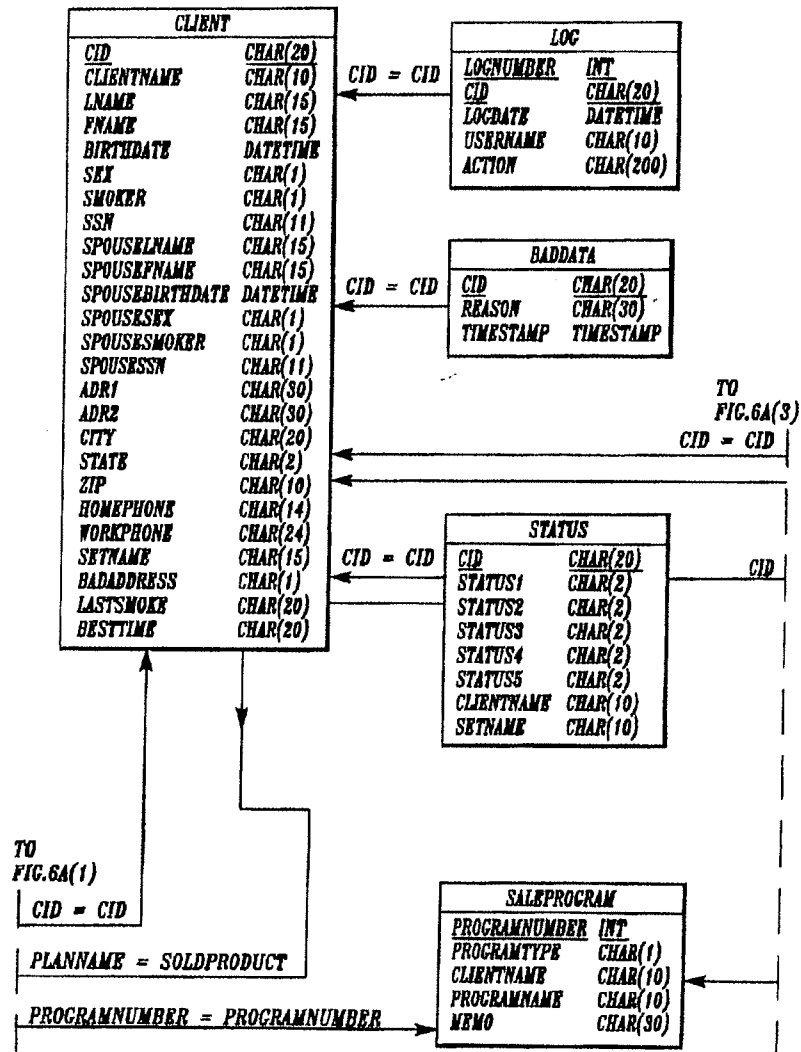 CLIENT
CID CHAR(20)
CLIENTNAME CHAR(10)
LNAME CHAR(15)
FNAME CHAR(15)
BIRTHDATE DATETIME
SEX CHAR(1)
SMOKER CHAR(1)
SSN CHAR(11)
SPOUSELNAME CHAR(15)
SPOUSEFNAME CHAR(15)
SPOUSEBIRTHDATE DATETIME
SPOUSESEX CHAR(1)
SPOUSESMOKER CHAR(1)
SPOUSESSN CHAR(11)
ADR1 CHAR(30)
ADR2 CHAR(30)
CITY CHAR(20)
STATE CHAR(2)
ZIP CHAR(10)
HOMEPHONE CHAR(14)
WORKPHONE CHAR(24)
SETNAME CHAR(15)
BADADDRESS CHAR(1)
LASTSMOKE CHAR(20)
BESTTIME CHAR(20)
CID = CID
LOG
LOGNUMBER INT
CID CHAR(20)
LOGDATE DATETIME
USERNAME CHAR(10)
ACTION CHAR(200)
CID = CID
BADDATA
CID CHAR(20)
REASON CHAR(30)
TIMESTAMP TIMESTAMP
TO
FIG.6A(3)
CID = CID
CID = CID
STATUS
CID CHAR(20)
STATUS1 CHAR(2)
STATUS2 CHAR(2)
STATUS3 CHAR(2)
STATUS4 CHAR(2)
STATUS5 CHAR(2)
CLIENTNAME CHAR(10)
SETNAME CHAR(10)
CID
TO
FIG.6A(1)
CID = CID
PLANNAME = SOLDPRODUCT
PROGRAMNUMBER = PROGRAMNUMBER
SALEPROGRAM
PROGRAMNUMBER INT
PROGRAMTYPE CHAR(1)
CLIENTNAME CHAR(10)
PROGRAMNAME CHAR(10)
MEMO CHAR(30)